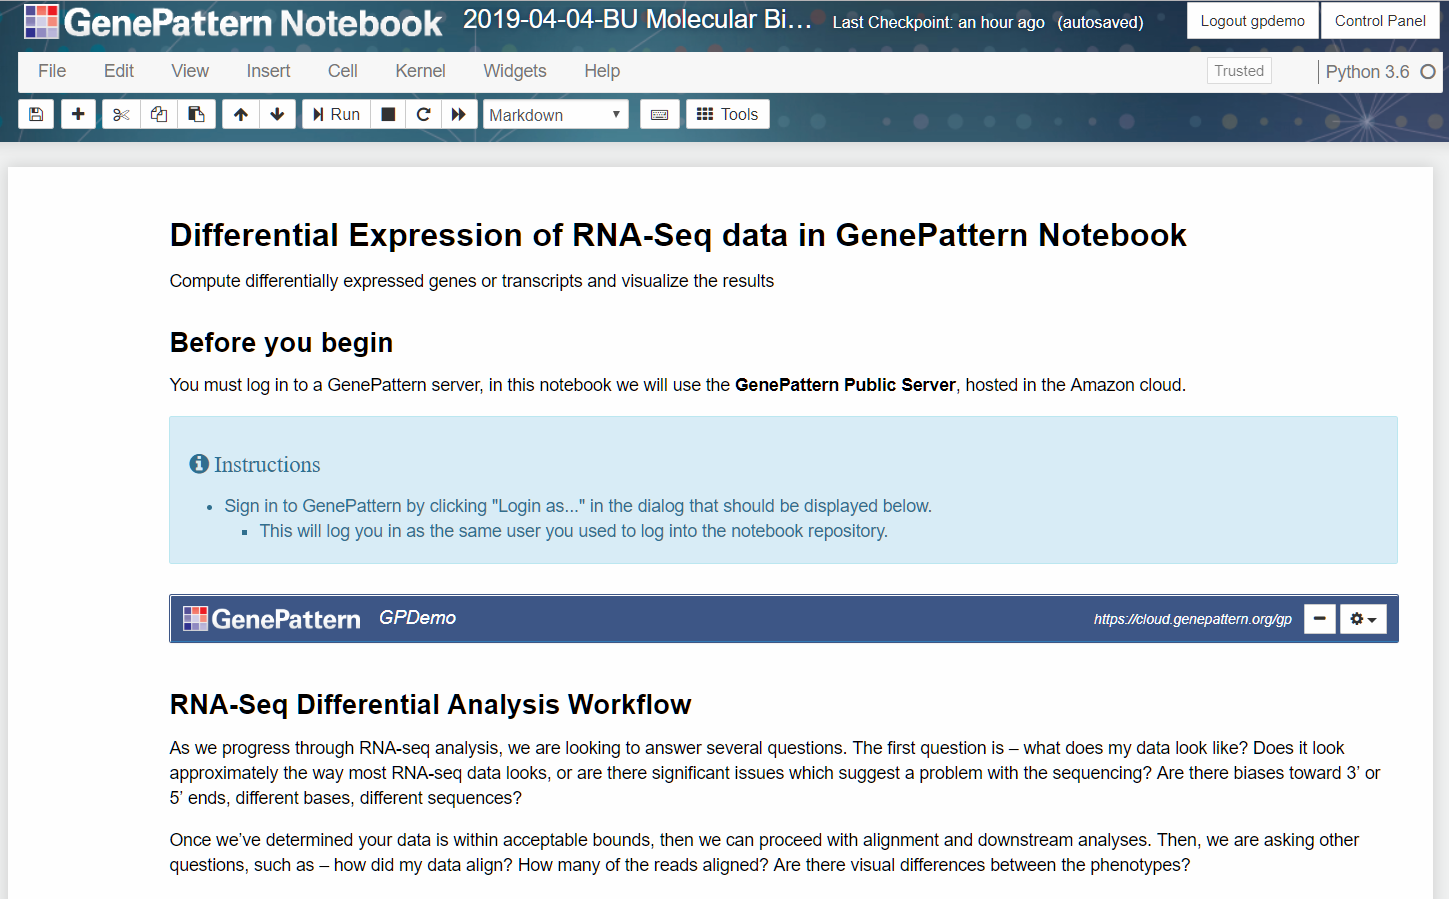 GenePattern Notebook 2019-04-04-BU Molecular Bi... Last Checkpoint: an hour ago (autosaved) Logout gpdemo Control Panel
File Edit View Insert Cell Kernel Widgets Help Trusted Python 3.6
Run Markdown Tools
Differential Expression of RNA-Seq data in GenePattern Notebook
Compute differentially expressed genes or transcripts and visualize the results
Before you begin
You must log in to a GenePattern server, in this notebook we will use the GenePattern Public Server, hosted in the Amazon cloud.
Instructions
• Sign in to GenePattern by clicking "Login as..." in the dialog that should be displayed below.
▪ This will log you in as the same user you used to log into the notebook repository.
GenePattern GPDemo https://cloud.genepattern.org/gp
RNA-Seq Differential Analysis Workflow
As we progress through RNA-seq analysis, we are looking to answer several questions. The first question is – what does my data look like? Does it look
approximately the way most RNA-seq data looks, or are there significant issues which suggest a problem with the sequencing? Are there biases toward 3’ or
5’ ends, different bases, different sequences?
Once we’ve determined your data is within acceptable bounds, then we can proceed with alignment and downstream analyses. Then, we are asking other
questions, such as – how did my data align? How many of the reads aligned? Are there visual differences between the phenotypes?